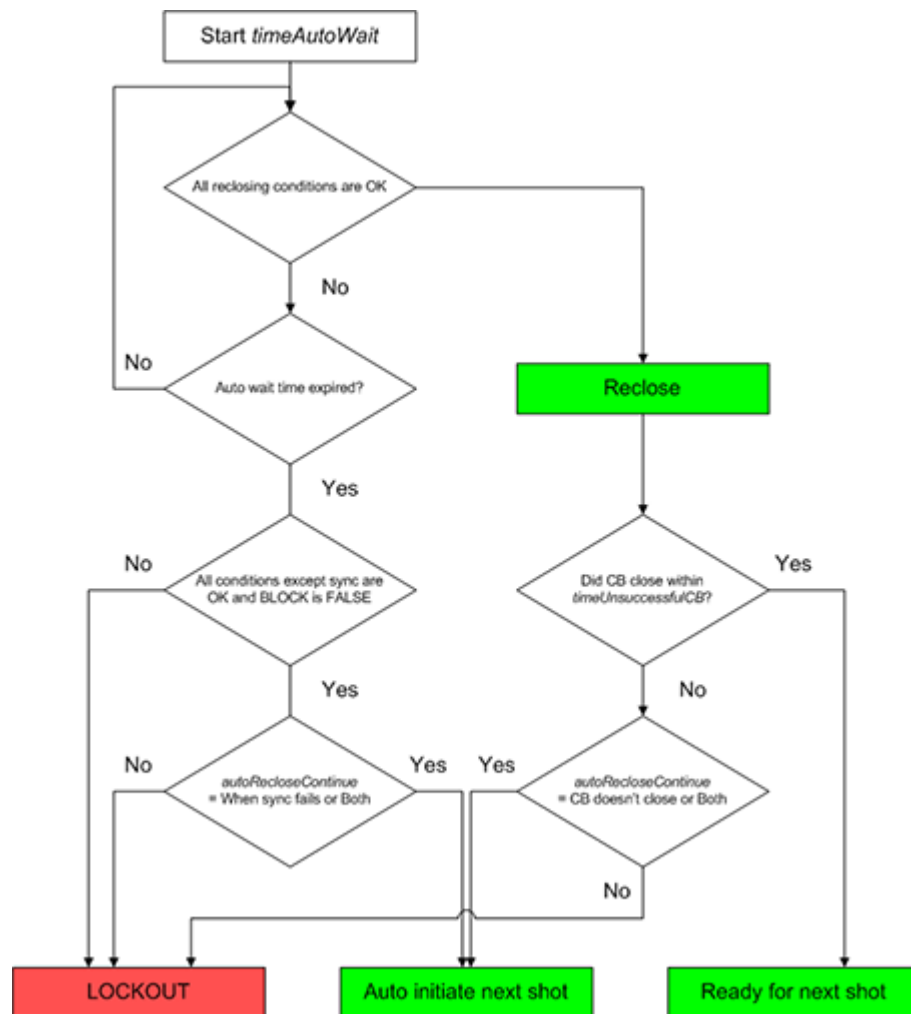 Start timeAutoWait
All reclosing conditions are OK
No
No
Auto wait time expired?
Reclose
Yes
No
All conditions except sync are
OK and BLOCK is FALSE
Did CB close within
timeUnsuccessfulCB?
Yes
Yes
No
No
autoRecloseContinue
= When sync fails or Both
Yes
Yes
autoRecloseContinue
= CB doesn't close or Both
No
LOCKOUT
Auto initiate next shot
Ready for next shot